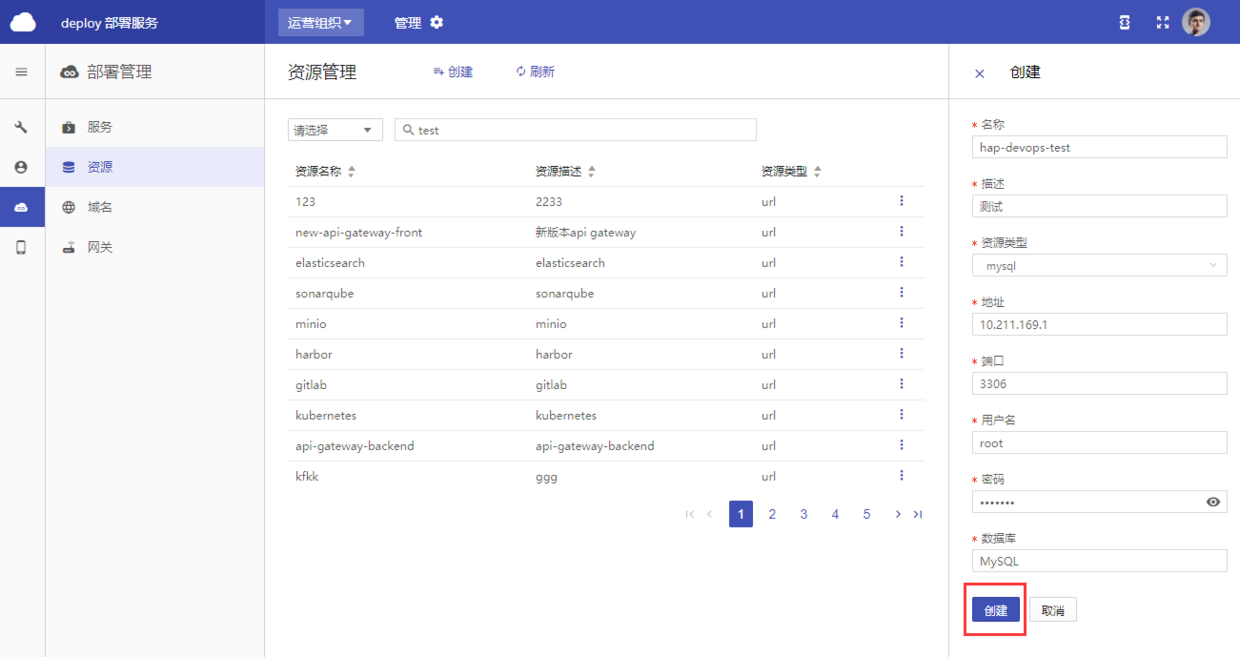 deploy 部署服务
运营组织
管理
部署管理
服务
资源
域名
网关
资源管理
创建
刷新
请选择
test
资源名称 资源描述 资源类型
123 2233 url
new-api-gateway-front 新版本api gateway url
elasticsearch elasticsearch url
sonarqube sonarqube url
minio minio url
harbor harbor url
gitlab gitlab url
kubernetes kubernetes url
api-gateway-backend api-gateway-backend url
kfkk ggg url
1 2 3 4 5
创建
* 名称
hap-devops-test
* 描述
测试
* 资源类型
mysql
* 地址
10.211.169.1
* 端口
3306
* 用户名
root
* 密码
•••••••
* 数据库
MySQL
创建 取消